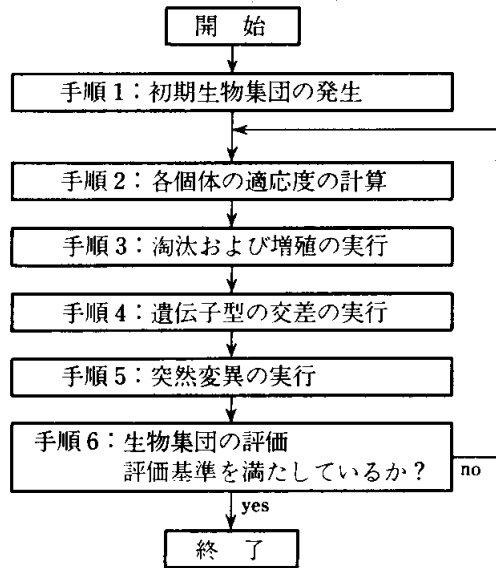 開 始
手順1：初期生物集団の発生
手順2：各個体の適応度の計算
手順3：淘汰および増殖の実行
手順4：遺伝子型の交差の実行
手順5：突然変異の実行
手順6：生物集団の評価
評価基準を満たしているか？
no
yes
終 了